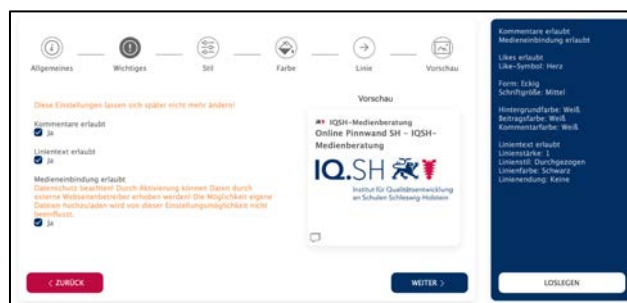 Allgemeines
Wichtiges
Stil
Farbe
Linie
Vorschau
Diese Einstellungen lassen sich später nicht mehr ändern!
Kommentare erlaubt
Ja
Linientext erlaubt
Ja
Medieneinbindung erlaubt
Datenschutz beachten! Durch Aktivierung können Daten durch
externe Webseitenbetreiber erhoben werden! Die Möglichkeit eigene
Dateien hochzuladen wird von dieser Einstellungsmöglichkeit nicht
beeinflusst.
Ja
Vorschau
IQSH-Medienberatung
Online Pinnwand SH - IQSH-
Medienberatung
IQ.SH
Institut für Qualitätsentwicklung
an Schulen Schleswig-Holstein
< ZURÜCK
WEITER >
Kommentare erlaubt
Medieneinbindung erlaubt
Likes erlaubt
Like-Symbol: Herz
Form: Eckig
Schriftgröße: Mittel
Hintergrundfarbe: Weiß
Beitragsfarbe: Weiß
Kommentarfarbe: Weiß
Linientext erlaubt
Linienstärke: 1
Linienstil: Durchgezogen
Linienfarbe: Schwarz
Linienendung: Keine
LOSLEGEN